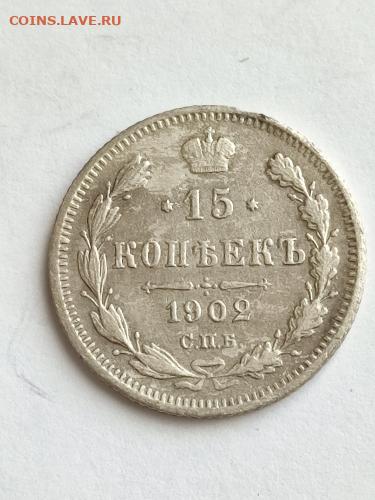 COINS.LAVE.RU
* 15 *
КОПѢЕКЪ
1902
С.П.Б.